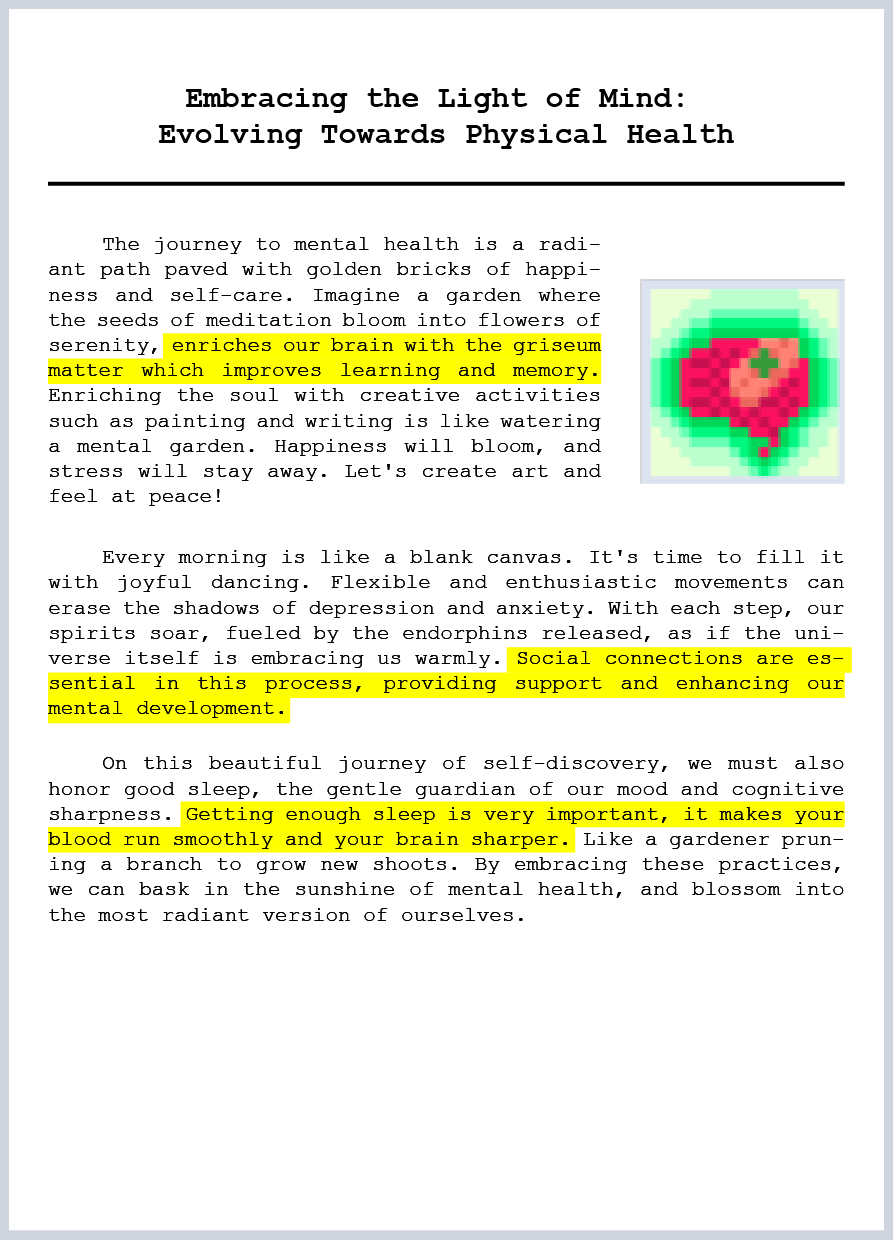 Embracing the Light of Mind:
Evolving Towards Physical Health
The journey to mental health is a radi-
ant path paved with golden bricks of happi-
ness and self-care. Imagine a garden where
the seeds of meditation bloom into flowers of
serenity, enriches our brain with the griseum
matter which improves learning and memory.
Enriching the soul with creative activities
such as painting and writing is like watering
a mental garden. Happiness will bloom, and
stress will stay away. Let's create art and
feel at peace!
Every morning is like a blank canvas. It's time to fill it
with joyful dancing. Flexible and enthusiastic movements can
erase the shadows of depression and anxiety. With each step, our
spirits soar, fueled by the endorphins released, as if the uni-
verse itself is embracing us warmly. Social connections are es-
sential in this process, providing support and enhancing our
mental development.
On this beautiful journey of self-discovery, we must also
honor good sleep, the gentle guardian of our mood and cognitive
sharpness. Getting enough sleep is very important, it makes your
blood run smoothly and your brain sharper. Like a gardener prun-
ing a branch to grow new shoots. By embracing these practices,
we can bask in the sunshine of mental health, and blossom into
the most radiant version of ourselves.